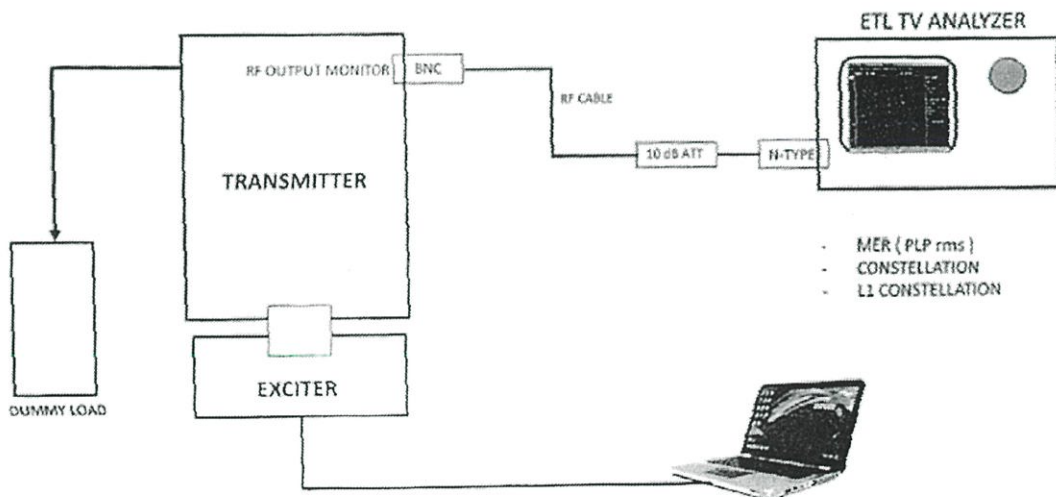 ETL TV ANALYZER
RF OUTPUT MONITOR
BNC
RF CABLE
10 dB ATT
N-TYPE
TRANSMITTER
- MER ( PLP rms )
- CONSTELLATION
- L1 CONSTELLATION
EXCITER
DUMMY LOAD